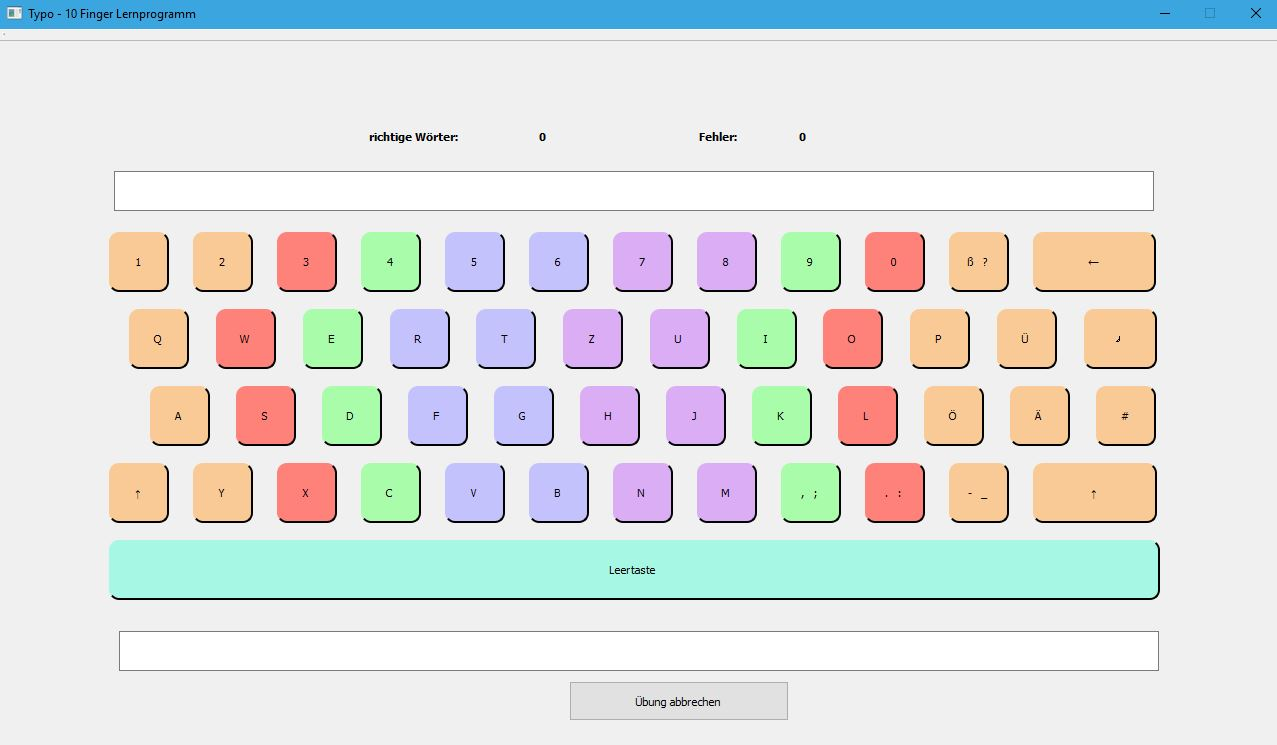 Typo - 10 Finger Lernprogramm
richtige Wörter: 0 Fehler: 0
1 2 3 4 5 6 7 8 9 0 ß ? ←
Q W E R T Z U I O P Ü ↲
A S D F G H J K L Ö Ä #
↑ Y X C V B N M , ; . : - _ ↑
Leertaste
Übung abbrechen